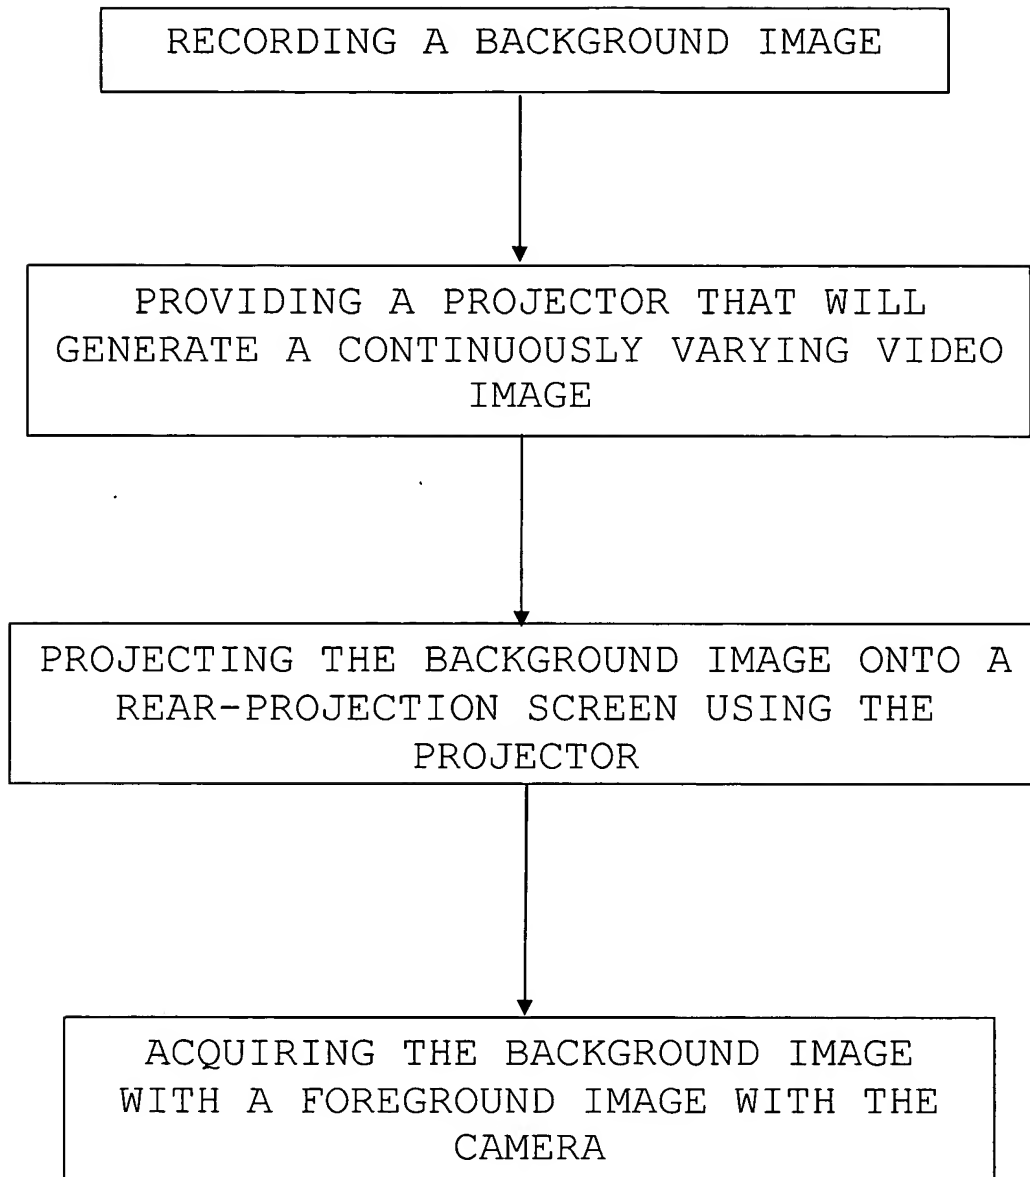 RECORDING A BACKGROUND IMAGE
PROVIDING A PROJECTOR THAT WILL
GENERATE A CONTINUOUSLY VARYING VIDEO
IMAGE
PROJECTING THE BACKGROUND IMAGE ONTO A
REAR-PROJECTION SCREEN USING THE
PROJECTOR
ACQUIRING THE BACKGROUND IMAGE
WITH A FOREGROUND IMAGE WITH THE
CAMERA